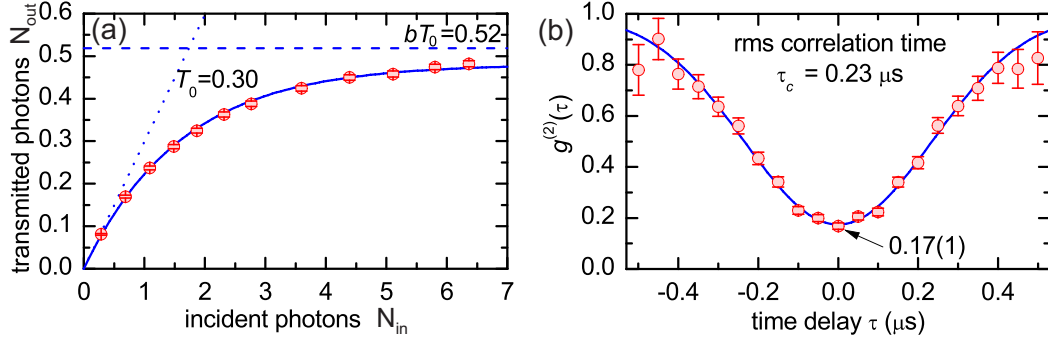 (a)
bT₀=0.52
T₀=0.30
transmitted photons N_out
0.6
0.5
0.4
0.3
0.2
0.1
0.0
0 1 2 3 4 5 6 7
incident photons N_in
(b)
rms correlation time
τ_c = 0.23 μs
g⁽²⁾(τ)
1.0
0.8
0.6
0.4
0.2
0.0
0.17(1)
-0.4 -0.2 0.0 0.2 0.4
time delay τ (μs)